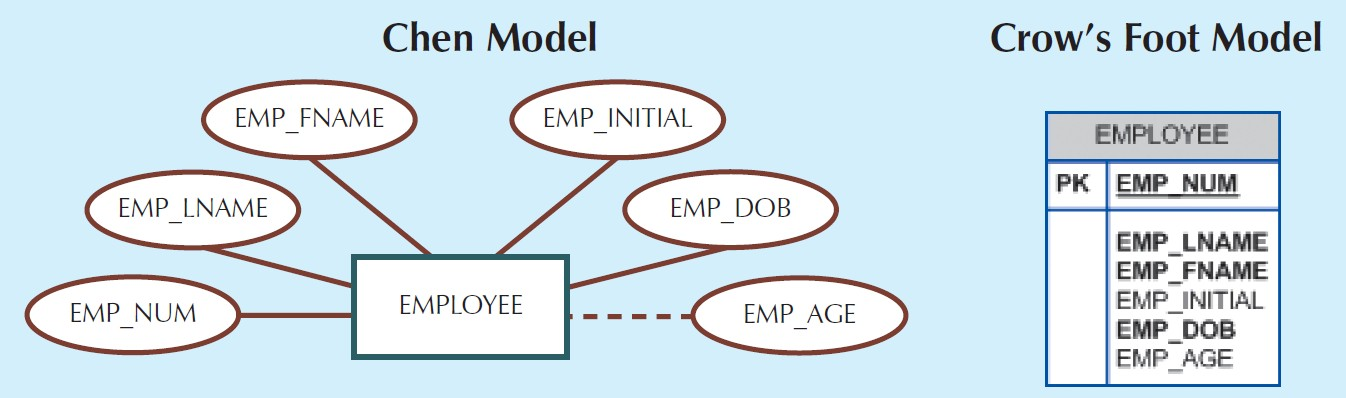 Chen Model
EMP_FNAME
EMP_INITIAL
EMP_LNAME
EMP_DOB
EMP_NUM
EMPLOYEE
EMP_AGE
Crow's Foot Model
EMPLOYEE
PK EMP_NUM
EMP_LNAME
EMP_FNAME
EMP_INITIAL
EMP_DOB
EMP_AGE